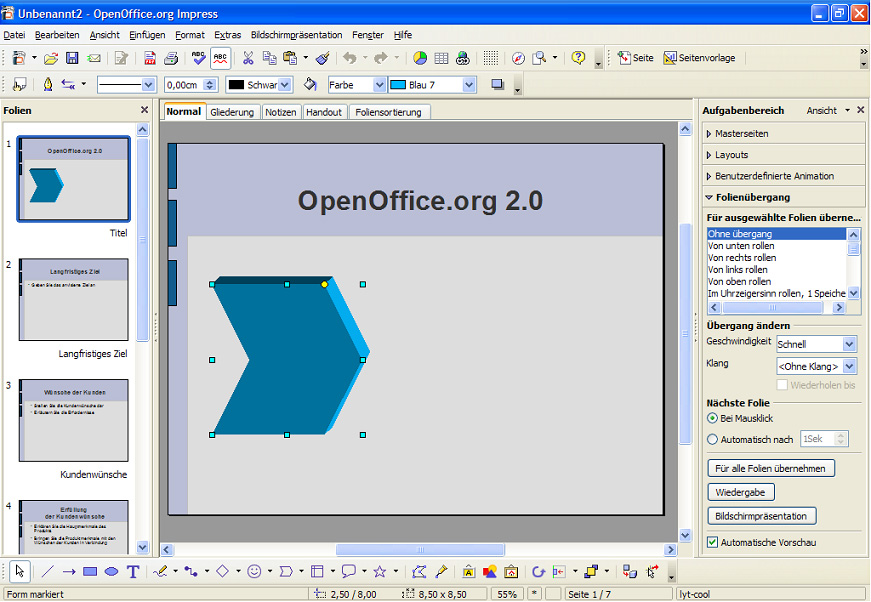 Unbenannt2 - OpenOffice.org Impress
Datei Bearbeiten Ansicht Einfügen Format Extras Bildschirmpräsentation Fenster Hilfe
ABC ABC Seite Seitenvorlage
0,00cm Schwar Farbe Blau 7
Folien
Normal Gliederung Notizen Handout Foliensortierung
Aufgabenbereich Ansicht
1
OpenOffice.org 2.0
Titel
2
Langfristiges Ziel
Geben Sie das anvisierte Ziel an
Langfristiges Ziel
3
Wünsche der Kunden
Stellen Sie die Kundenwünsche dar
Erläutern Sie die Erfordernisse
Kundenwünsche
4
Erfüllung
der Kundenwünsche
Erklären Sie die Hauptmerkmale des
Produkts
Bringen Sie die Produktmerkmale mit den
Wünschen der Kunden in Verbindung
OpenOffice.org 2.0
Masterseiten
Layouts
Benutzerdefinierte Animation
Folienübergang
Für ausgewählte Folien überne...
Ohne Übergang
Von unten rollen
Von rechts rollen
Von links rollen
Von oben rollen
Im Uhrzeigersinn rollen, 1 Speiche
Übergang ändern
Geschwindigkeit Schnell
Klang <Ohne Klang>
Wiederholen bis
Nächste Folie
Bei Mausklick
Automatisch nach 1Sek
Für alle Folien übernehmen
Wiedergabe
Bildschirmpräsentation
Automatische Vorschau
T
Form markiert 2,50 / 8,00 8,50 x 8,50 55% * Seite 1 / 7 lyt-cool